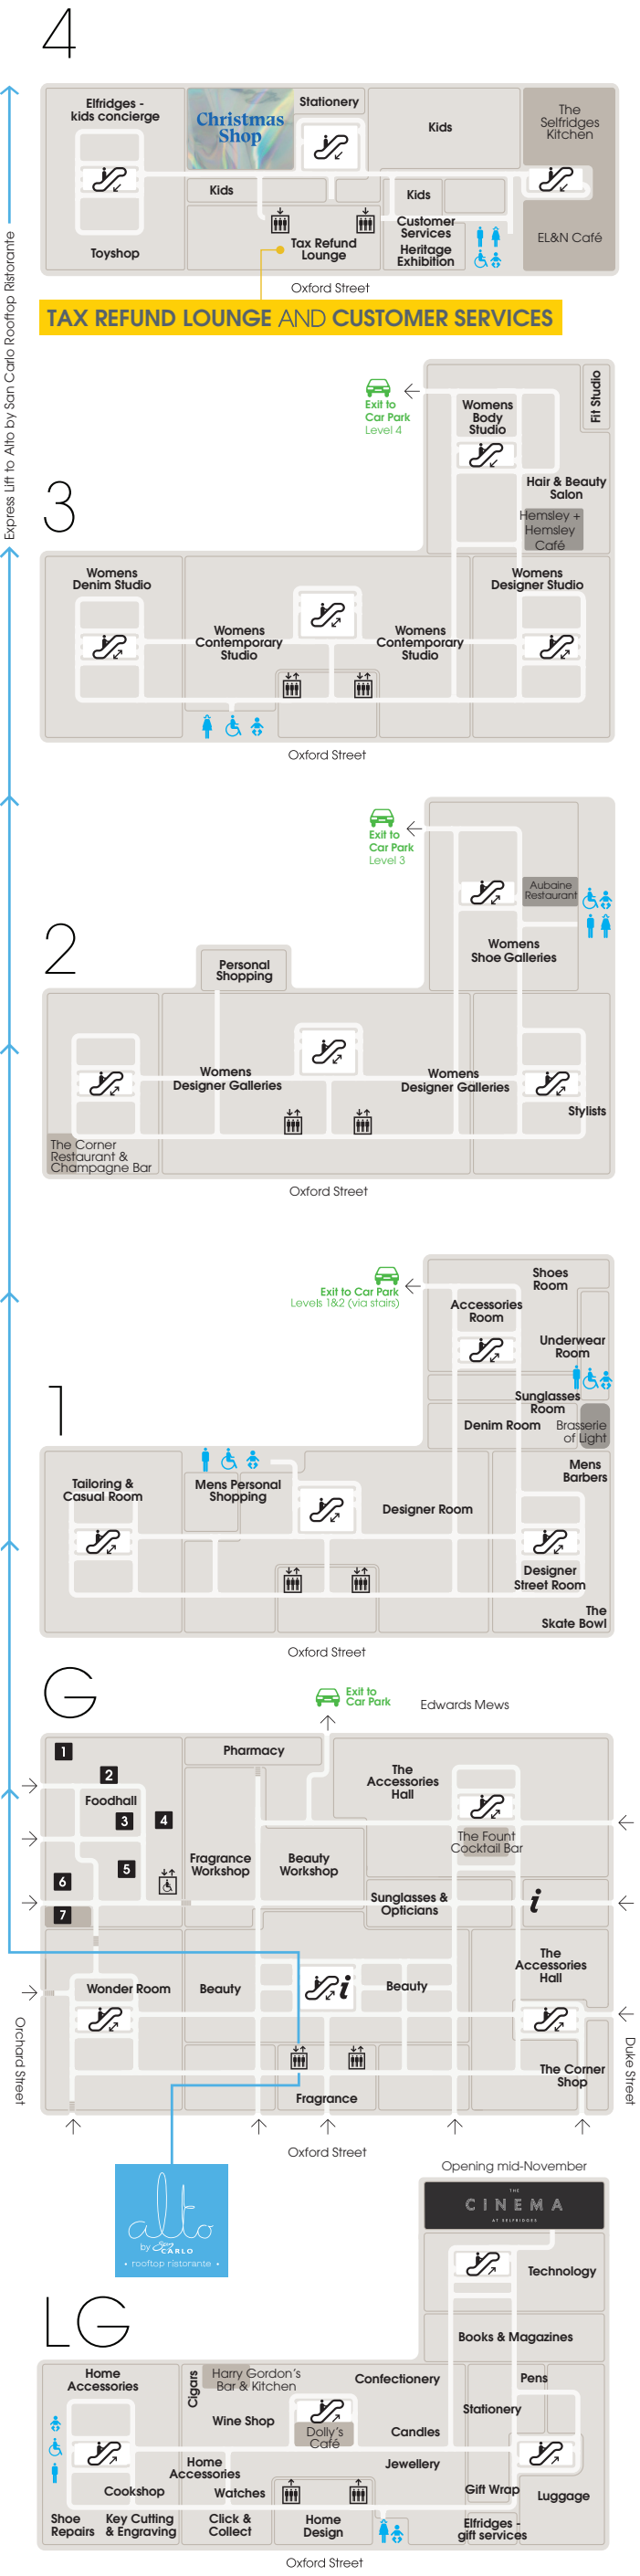 4
Elfridges -
kids concierge
Christmas
Shop
Stationery
Kids
The
Selfridges
Kitchen
Kids
Kids
Customer
Services
Toyshop
Tax Refund
Lounge
Heritage
Exhibition
EL&N Café
Oxford Street
TAX REFUND LOUNGE AND CUSTOMER SERVICES
Express Lift to Alto by San Carlo Rooftop Ristorante
Exit to
Car Park
Level 4
Womens
Body
Studio
Fit Studio
3
Hair & Beauty
Salon
Hemsley +
Hemsley
Café
Womens
Denim Studio
Womens
Designer Studio
Womens
Contemporary
Studio
Womens
Contemporary
Studio
Oxford Street
Exit to
Car Park
Level 3
Aubaine
Restaurant
2
Womens
Shoe Galleries
Personal
Shopping
Womens
Designer Galleries
Womens
Designer Galleries
Stylists
The Corner
Restaurant &
Champagne Bar
Oxford Street
Exit to Car Park
Levels 1&2 (via stairs)
Shoes
Room
Accessories
Room
Underwear
Room
1
Sunglasses
Room
Denim Room
Brasserie
of Light
Tailoring &
Casual Room
Mens Personal
Shopping
Designer Room
Mens
Barbers
Designer
Street Room
The
Skate Bowl
Oxford Street
G
Exit to
Car Park
Edwards Mews
1
2
Foodhall
3
4
5
6
7
Pharmacy
The
Accessories
Hall
The Fount
Cocktail Bar
Fragrance
Workshop
Beauty
Workshop
Sunglasses &
Opticians
i
The
Accessories
Hall
Wonder Room
Beauty
i
Beauty
Orchard Street
Duke Street
The Corner
Shop
Fragrance
Oxford Street
alto
by San
CARLO
• rooftop ristorante •
Opening mid-November
THE
CINEMA
AT SELFRIDGES
Technology
LG
Books & Magazines
Home
Accessories
Cigars
Harry Gordon's
Bar & Kitchen
Confectionery
Pens
Wine Shop
Dolly's
Café
Candles
Stationery
Home
Accessories
Jewellery
Cookshop
Watches
Gift Wrap
Luggage
Shoe
Repairs
Key Cutting
& Engraving
Click &
Collect
Home
Design
Elfridges -
gift services
Oxford Street